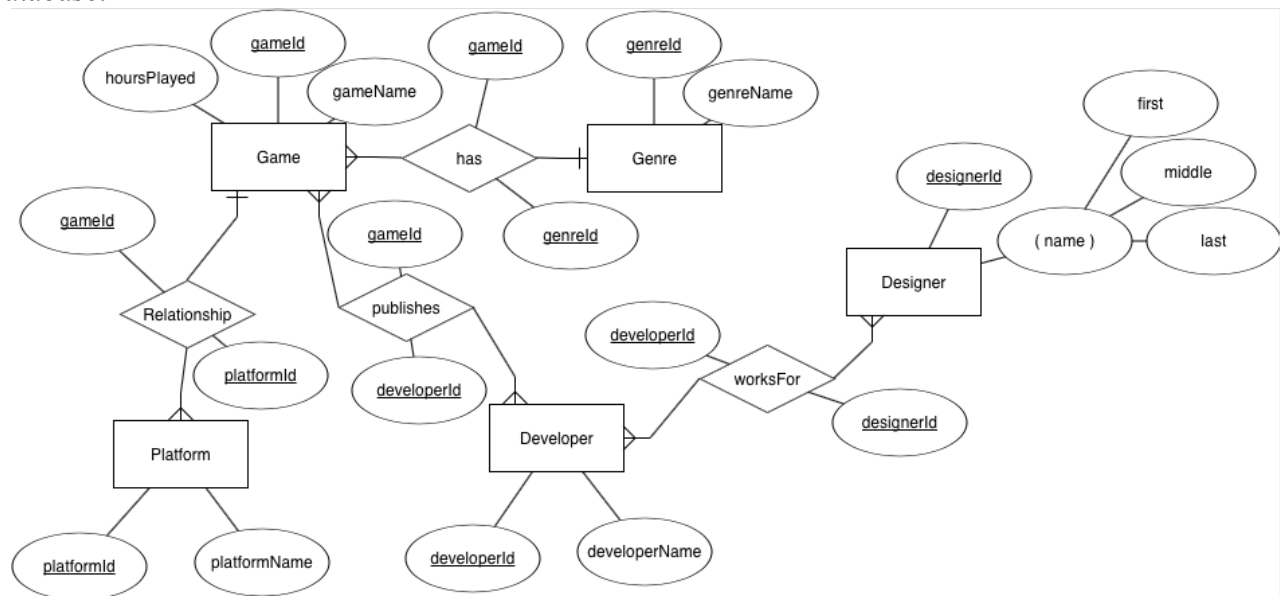 gameId
gameId
genreId
hoursPlayed
gameName
genreName
first
Game
has
Genre
middle
designerId
gameId
gameId
genreId
( name )
last
Designer
Relationship
publishes
developerId
platformId
developerId
worksFor
designerId
Platform
Developer
platformId
platformName
developerId
developerName